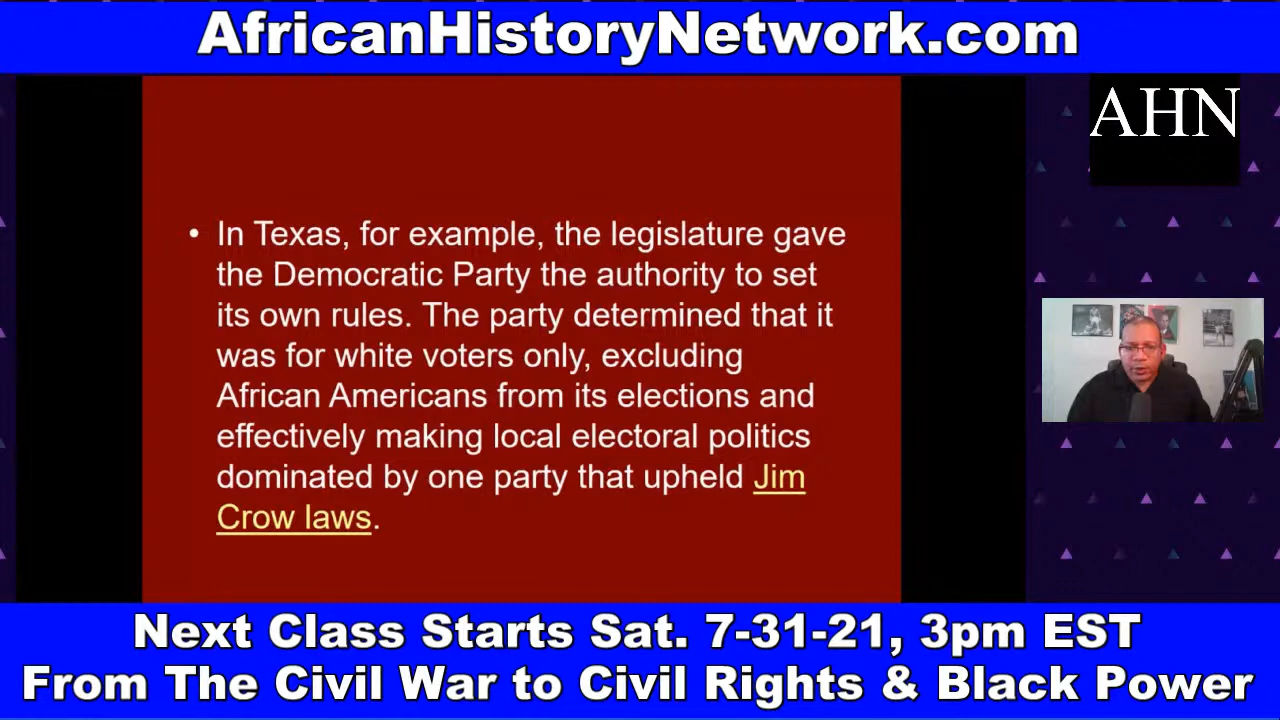 AfricanHistoryNetwork.com
AHN
• In Texas, for example, the legislature gave
the Democratic Party the authority to set
its own rules. The party determined that it
was for white voters only, excluding
African Americans from its elections and
effectively making local electoral politics
dominated by one party that upheld Jim
Crow laws.
Next Class Starts Sat. 7-31-21, 3pm EST
From The Civil War to Civil Rights & Black Power